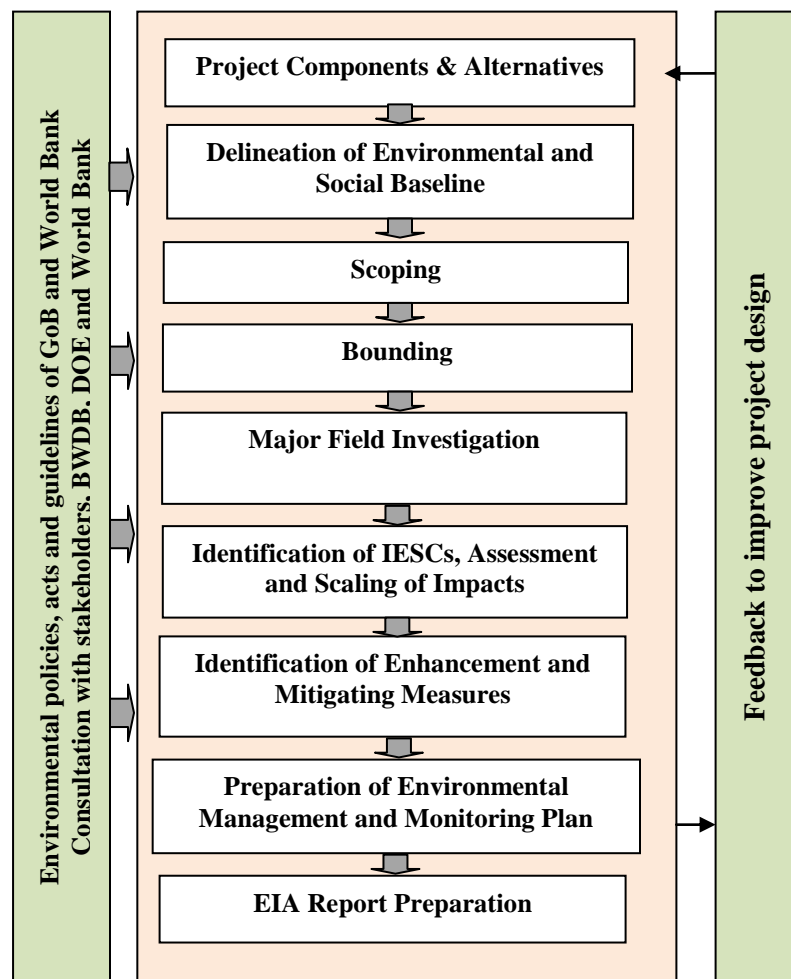 Environmental policies, acts and guidelines of GoB and World Bank
Consultation with stakeholders. BWDB. DOE and World Bank
Project Components & Alternatives
Delineation of Environmental and
Social Baseline
Scoping
Bounding
Major Field Investigation
Identification of IESCs, Assessment
and Scaling of Impacts
Identification of Enhancement and
Mitigating Measures
Preparation of Environmental
Management and Monitoring Plan
EIA Report Preparation
Feedback to improve project design